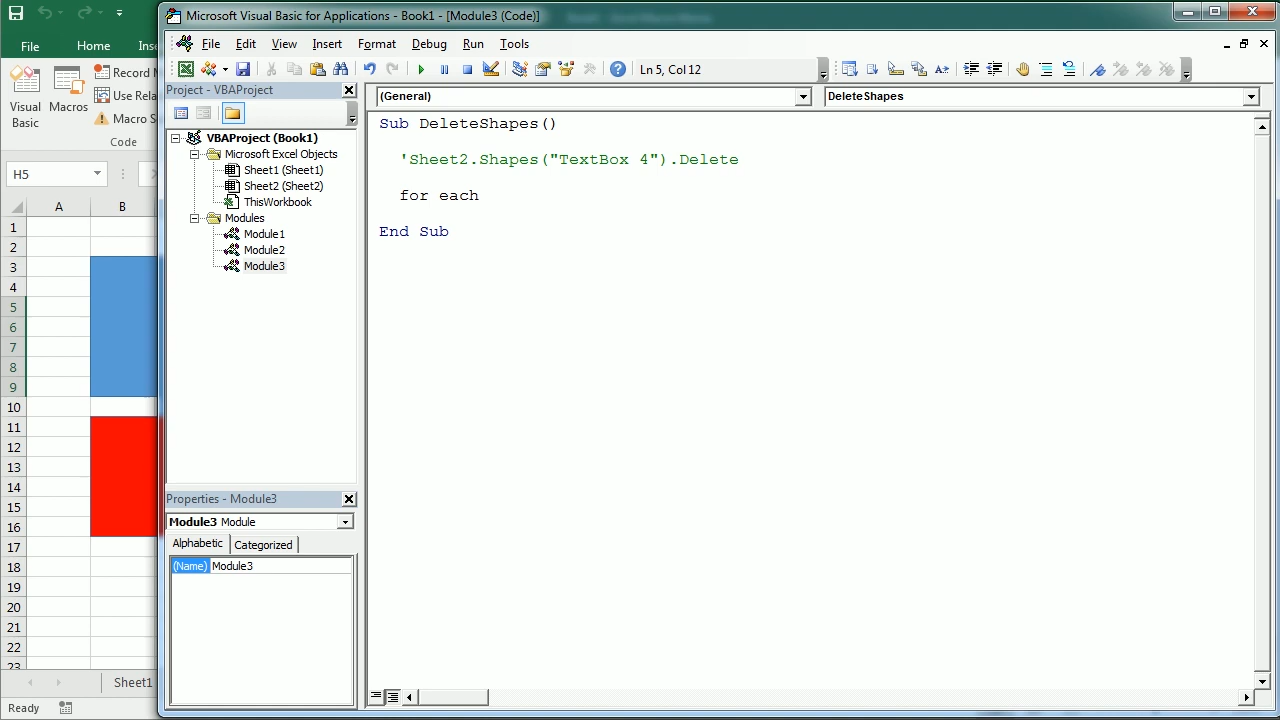 Microsoft Visual Basic for Applications - Book1 - [Module3 (Code)]
File Home Inse
File Edit View Insert Format Debug Run Tools
Record
Ln 5, Col 12
Project - VBAProject
Use Rela
Visual Basic
Macros
Macro S
Code
(General)
DeleteShapes
VBAProject (Book1)
Microsoft Excel Objects
Sheet1 (Sheet1)
Sheet2 (Sheet2)
ThisWorkbook
Modules
Module1
Module2
Module3
Sub DeleteShapes()
'Sheet2.Shapes("TextBox 4").Delete
for each
End Sub
H5
A B
1
2
3
4
5
6
7
8
9
10
11
12
13
14
15
16
17
18
19
20
21
22
23
Properties - Module3
Module3 Module
Alphabetic Categorized
(Name) Module3
Sheet1
Ready